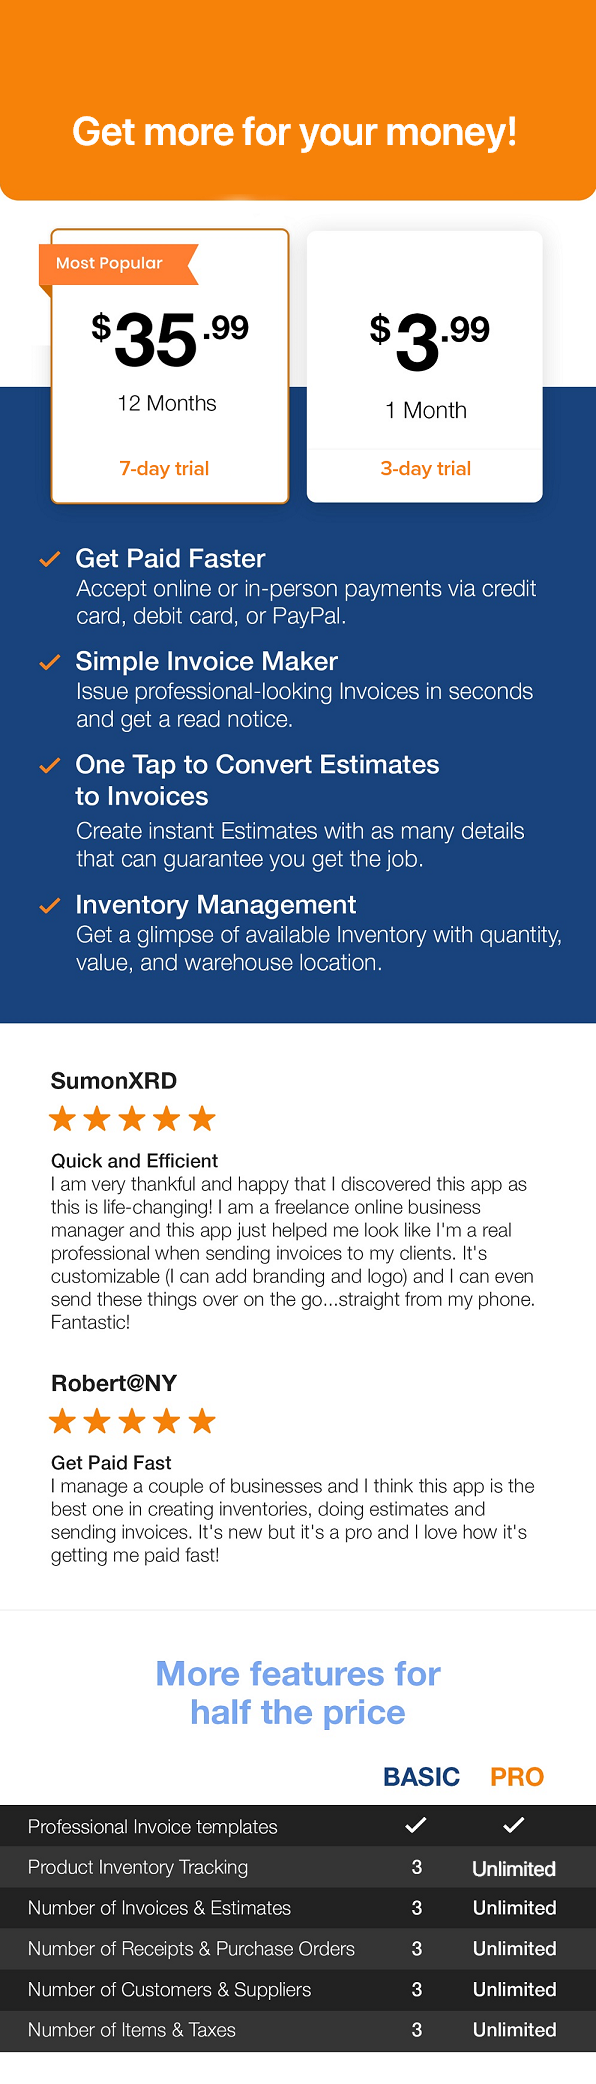 Get more for your money!
Most Popular
$35.99
12 Months
7-day trial
$3.99
1 Month
3-day trial
Get Paid Faster
Accept online or in-person payments via credit
card, debit card, or PayPal.
Simple Invoice Maker
Issue professional-looking Invoices in seconds
and get a read notice.
One Tap to Convert Estimates
to Invoices
Create instant Estimates with as many details
that can guarantee you get the job.
Inventory Management
Get a glimpse of available Inventory with quantity,
value, and warehouse location.
SumonXRD
Quick and Efficient
I am very thankful and happy that I discovered this app as
this is life-changing! I am a freelance online business
manager and this app just helped me look like I'm a real
professional when sending invoices to my clients. It's
customizable (I can add branding and logo) and I can even
send these things over on the go...straight from my phone.
Fantastic!
Robert@NY
Get Paid Fast
I manage a couple of businesses and I think this app is the
best one in creating inventories, doing estimates and
sending invoices. It's new but it's a pro and I love how it's
getting me paid fast!
More features for
half the price
BASIC PRO
Professional Invoice templates
Product Inventory Tracking 3 Unlimited
Number of Invoices & Estimates 3 Unlimited
Number of Receipts & Purchase Orders 3 Unlimited
Number of Customers & Suppliers 3 Unlimited
Number of Items & Taxes 3 Unlimited